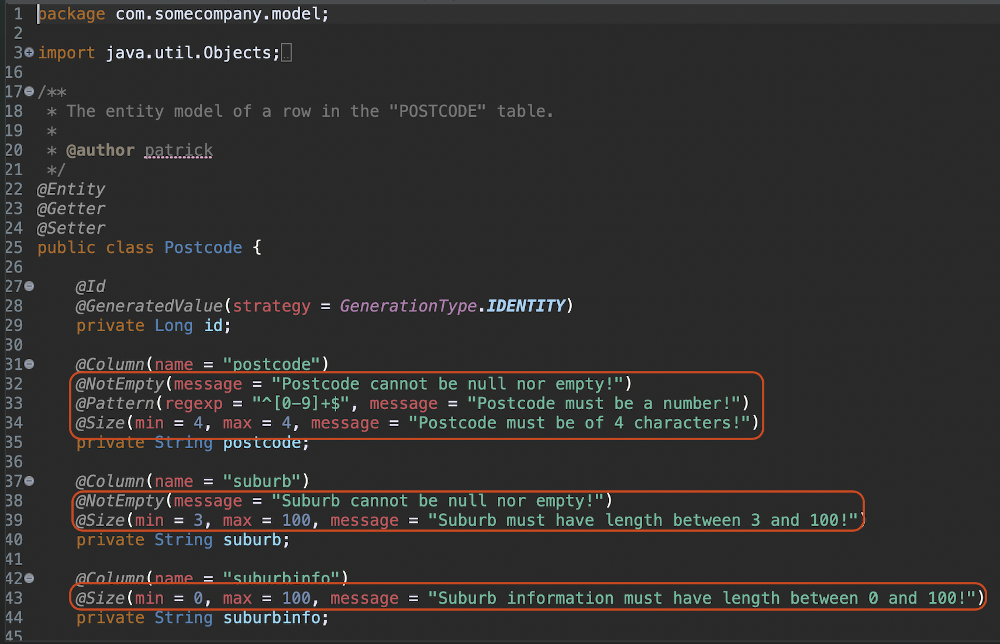 1 package com.somecompany.model;
2
3 import java.util.Objects;
16
17 /**
18 * The entity model of a row in the "POSTCODE" table.
19 *
20 * @author patrick
21 */
22 @Entity
23 @Getter
24 @Setter
25 public class Postcode {
26
27 @Id
28 @GeneratedValue(strategy = GenerationType.IDENTITY)
29 private Long id;
30
31 @Column(name = "postcode")
32 @NotEmpty(message = "Postcode cannot be null nor empty!")
33 @Pattern(regexp = "^[0-9]+$", message = "Postcode must be a number!")
34 @Size(min = 4, max = 4, message = "Postcode must be of 4 characters!")
35 private String postcode;
36
37 @Column(name = "suburb")
38 @NotEmpty(message = "Suburb cannot be null nor empty!")
39 @Size(min = 3, max = 100, message = "Suburb must have length between 3 and 100!")
40 private String suburb;
41
42 @Column(name = "suburbinfo")
43 @Size(min = 0, max = 100, message = "Suburb information must have length between 0 and 100!")
44 private String suburbinfo;
45